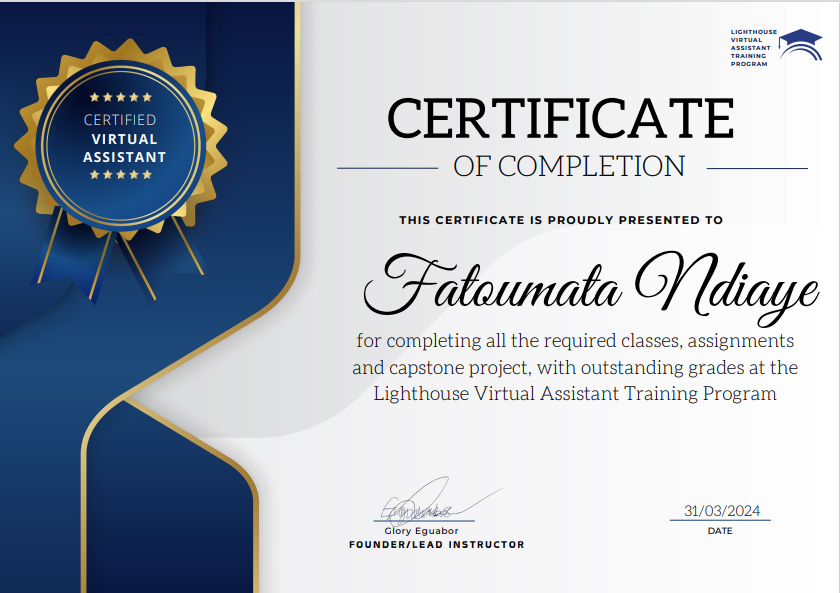 LIGHTHOUSE
VIRTUAL
ASSISTANT
TRAINING
PROGRAM
CERTIFIED
VIRTUAL
ASSISTANT
CERTIFICATE
OF COMPLETION
THIS CERTIFICATE IS PROUDLY PRESENTED TO
Fatoumata Ndiaye
for completing all the required classes, assignments
and capstone project, with outstanding grades at the
Lighthouse Virtual Assistant Training Program
Glory Eguabor
FOUNDER/LEAD INSTRUCTOR
31/03/2024
DATE